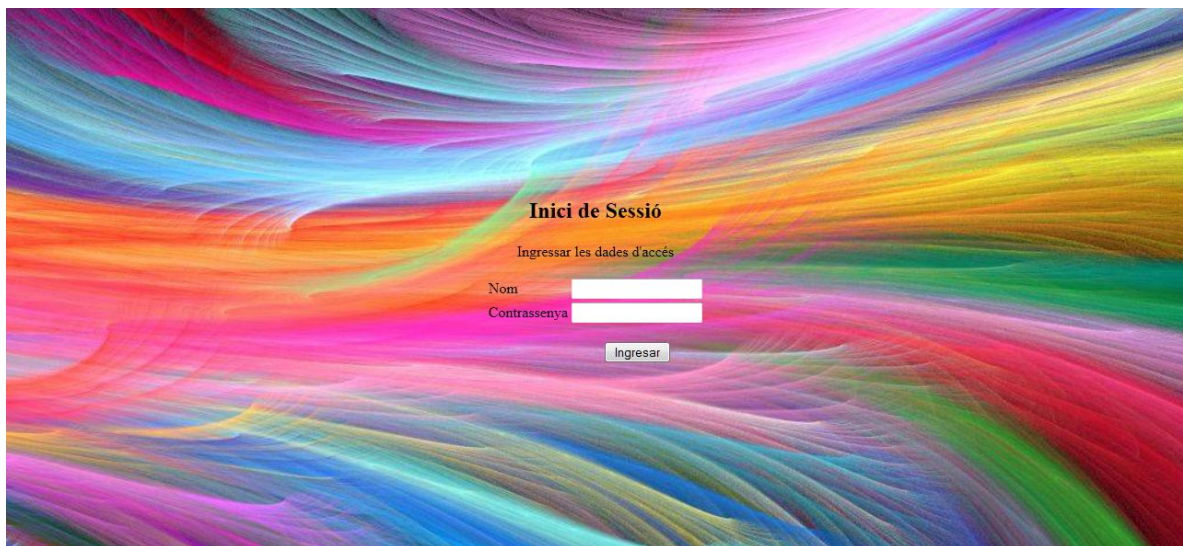 Inici de Sessió
Ingressar les dades d'accés
Nom
Contrassenya
Ingresar